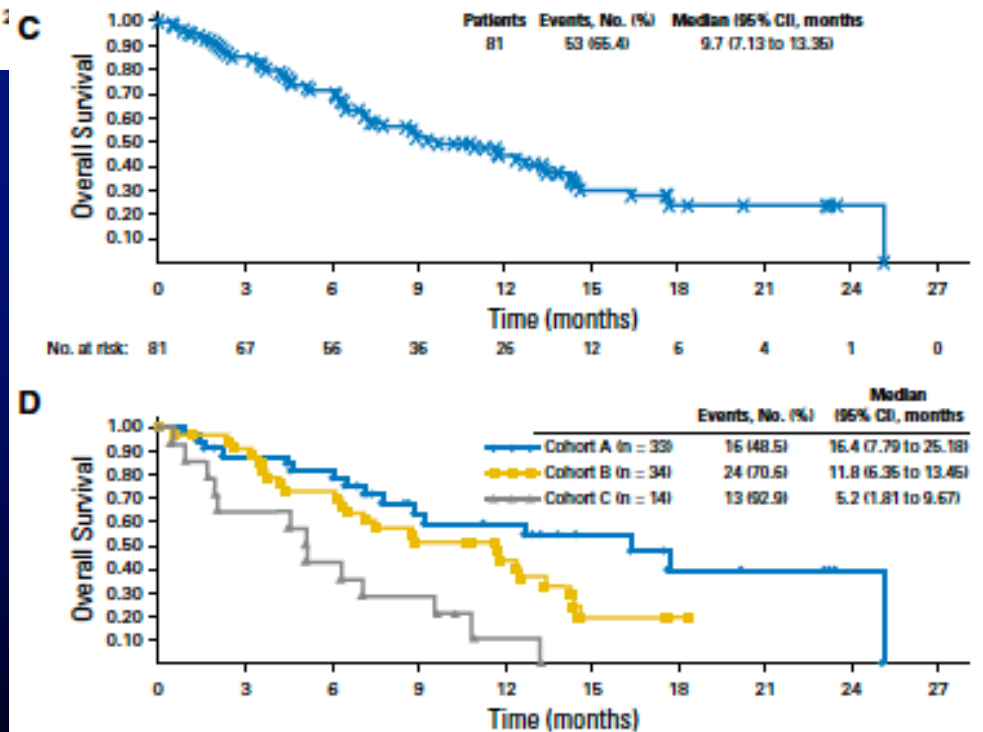 C
Patients Events, No. (%) Median (95% CI), months
81 53 (65.4) 9.7 (7.13 to 13.35)
Overall Survival
1.00
0.90
0.80
0.70
0.60
0.50
0.40
0.30
0.20
0.10
0 3 6 9 12 15 18 21 24 27
Time (months)
No. at risk: 81 67 56 36 26 12 6 4 1 0
D
Median
Events, No. (%) (95% CI), months
Cohort A (n = 33) 16 (48.5) 16.4 (7.79 to 25.18)
Cohort B (n = 34) 24 (70.6) 11.8 (6.35 to 13.45)
Cohort C (n = 14) 13 (92.9) 5.2 (1.81 to 9.67)
Overall Survival
1.00
0.90
0.80
0.70
0.60
0.50
0.40
0.30
0.20
0.10
0 3 6 9 12 15 18 21 24 27
Time (months)